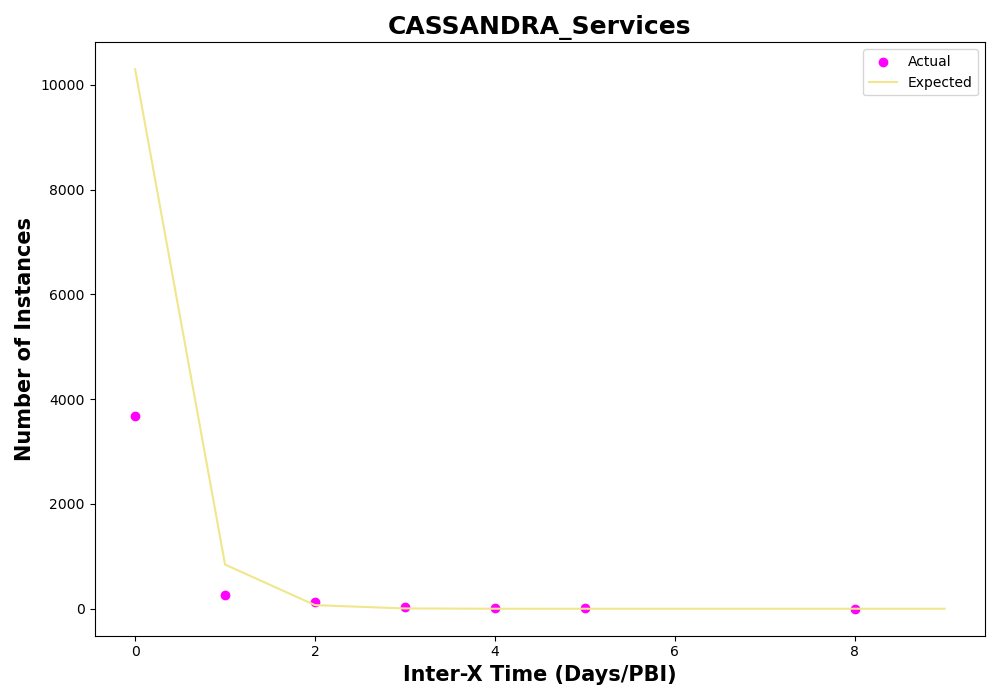 CASSANDRA_Services
Actual
Expected
10000
8000
6000
4000
2000
0
Number of Instances
0 2 4 6 8
Inter-X Time (Days/PBI)